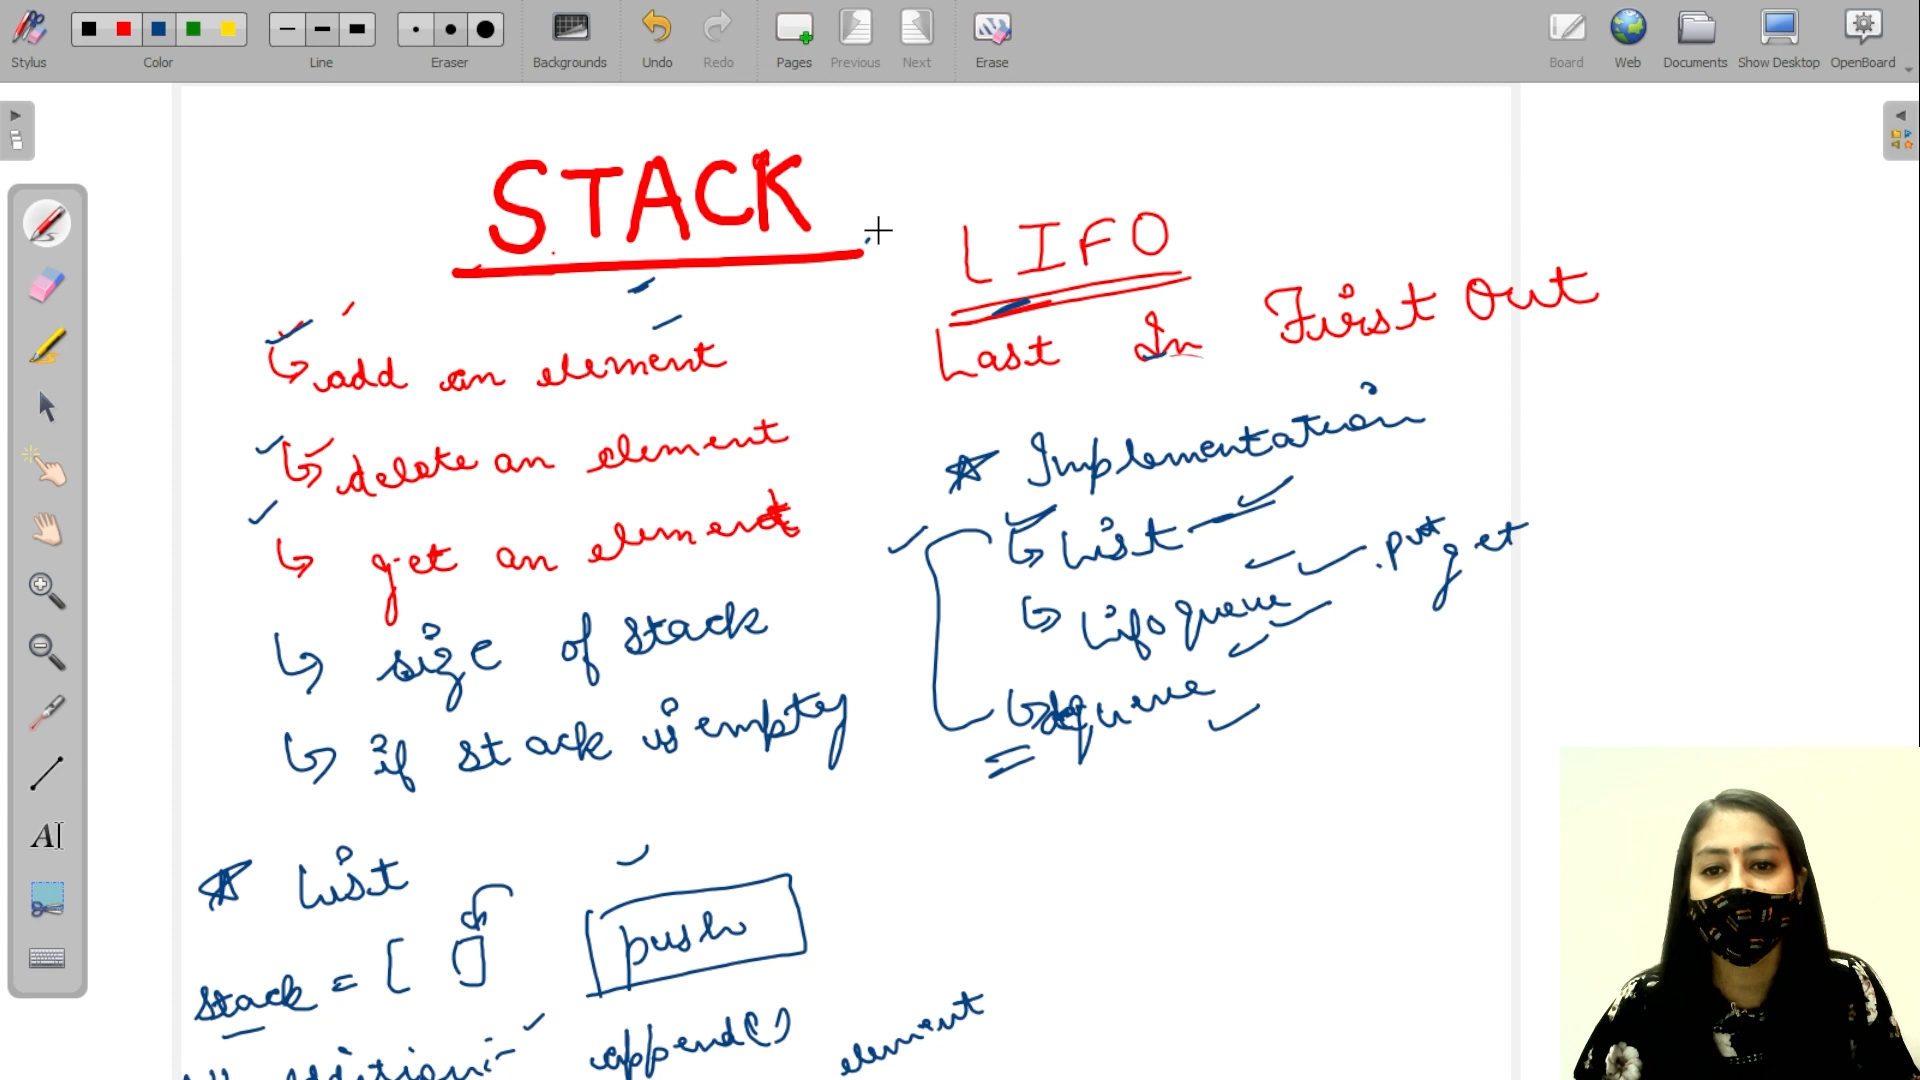 Stylus Color Line Eraser Backgrounds Undo Redo Pages Previous Next Erase Board Web Documents Show Desktop OpenBoard
STACK
LIFO
Last In First Out
add an element
delete an element
get an element
size of stack
if stack is empty
Implementation
List
.put get
Lifo queue
dequeue
List
stack = [ ]
push
append()
element